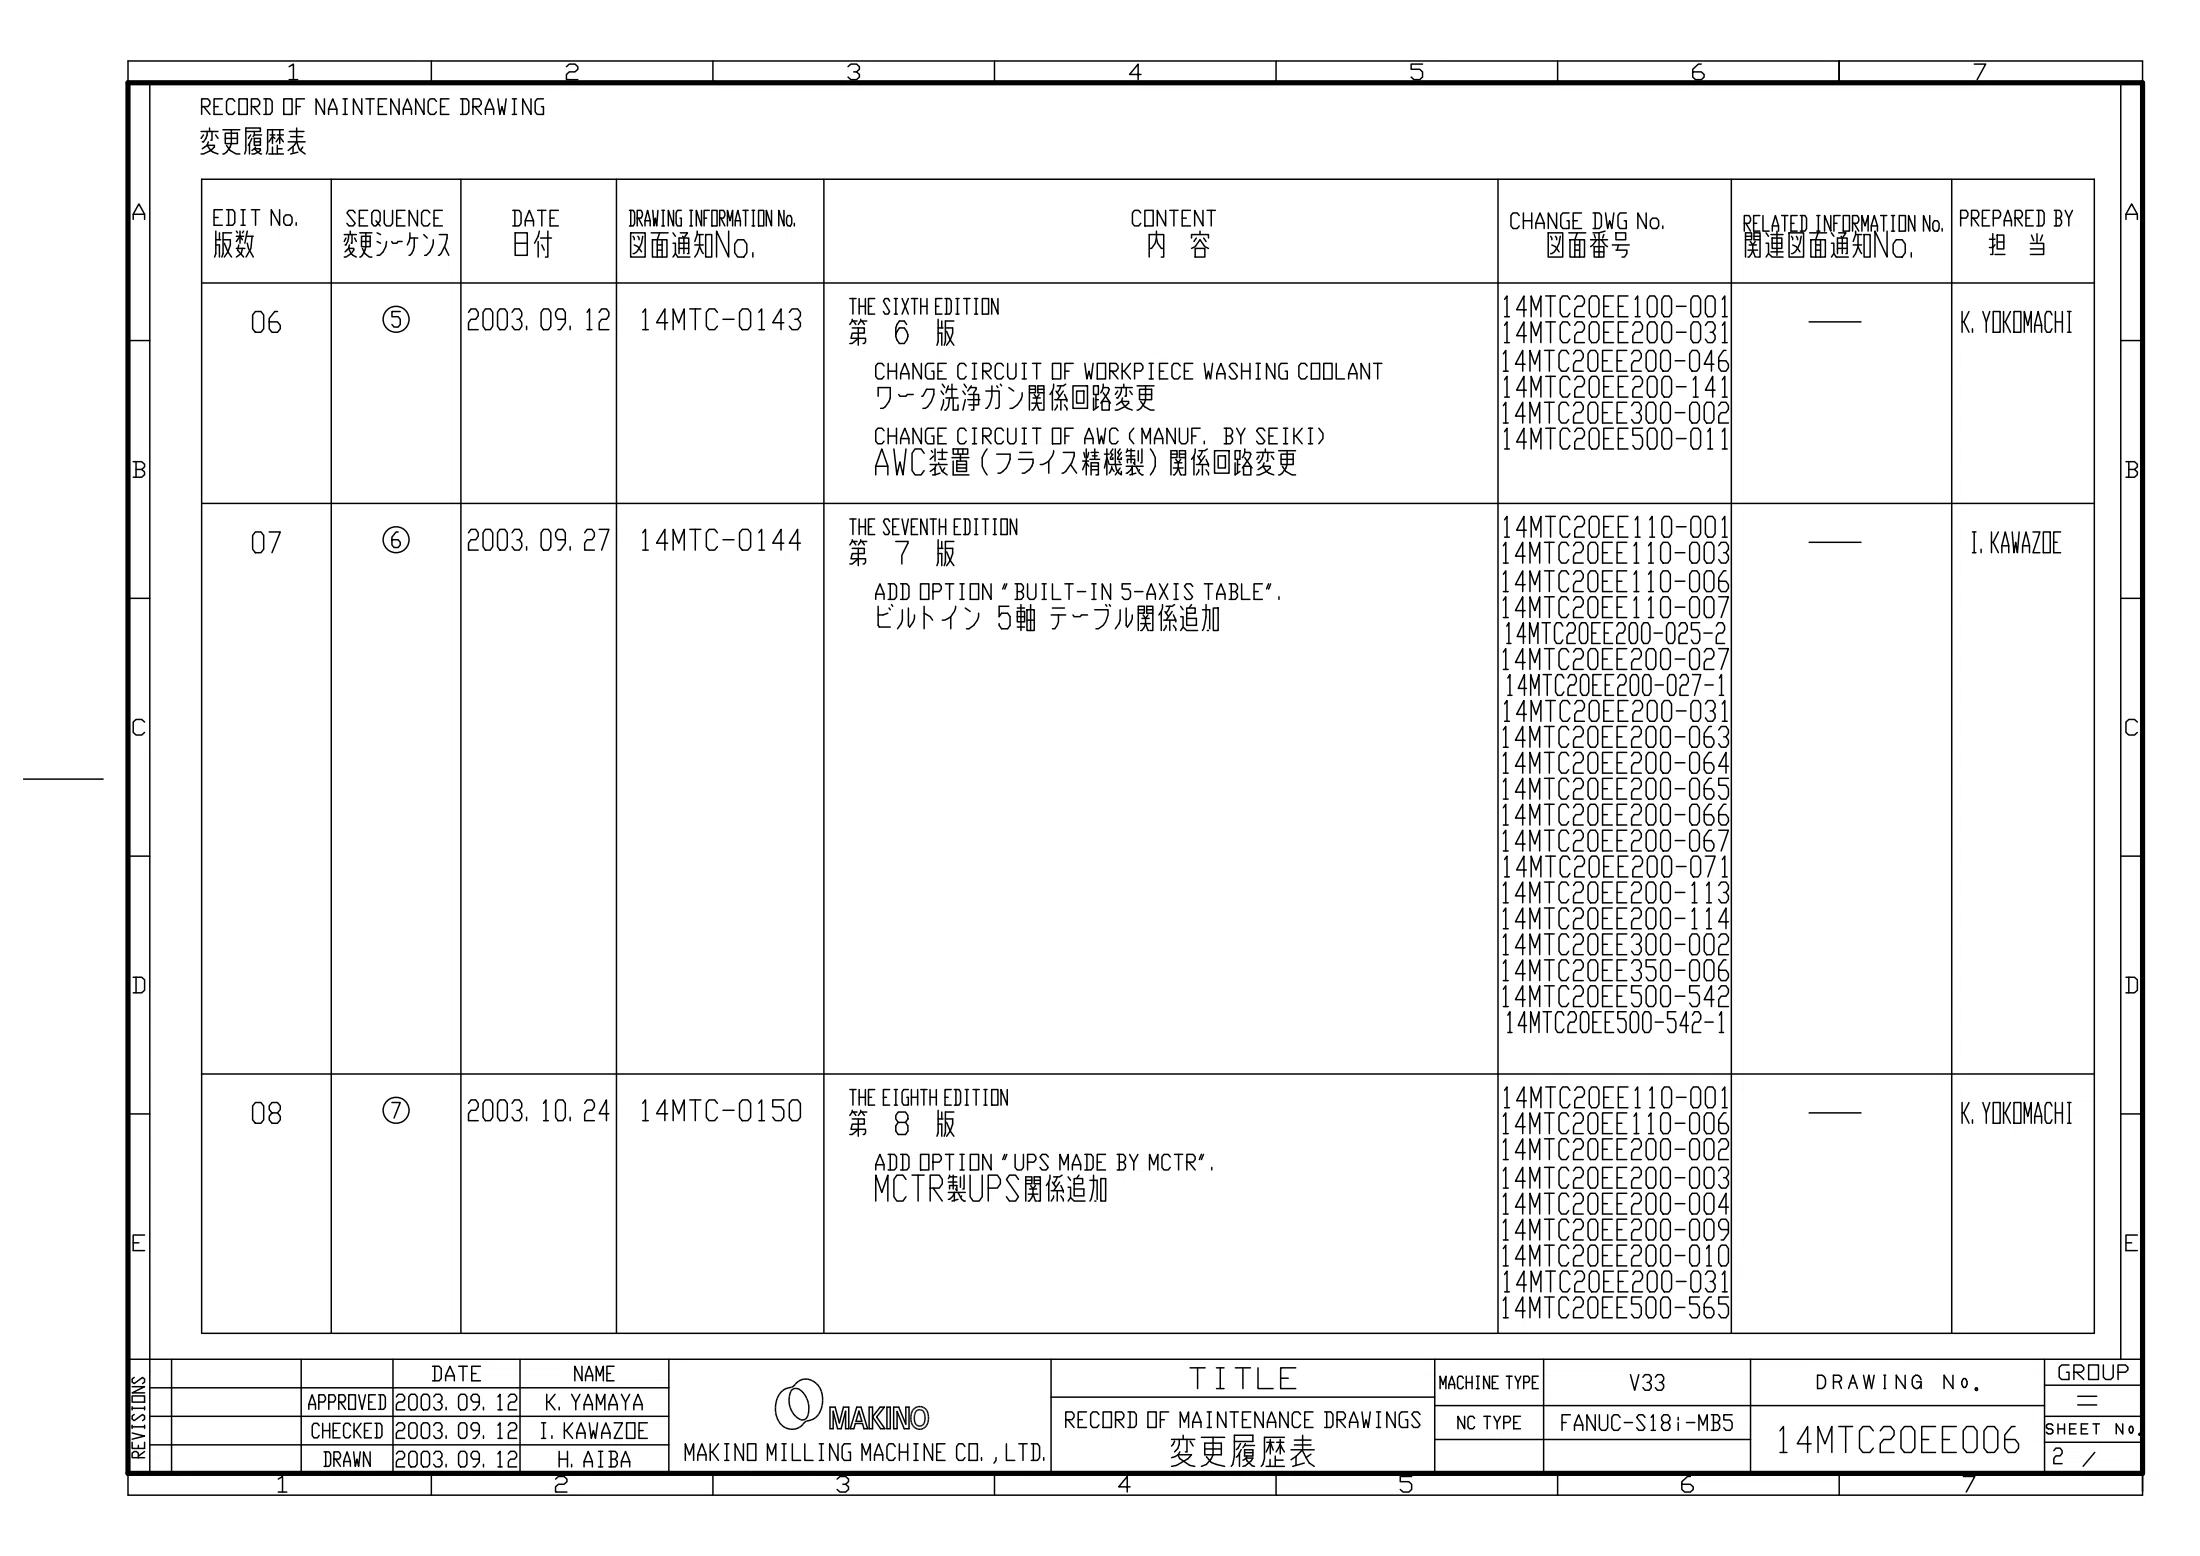 1 2 3 4 5 6 7
RECORD OF NAINTENANCE DRAWING
変更履歴表
EDIT No. SEQUENCE DATE DRAWING INFORMATION No. CONTENT CHANGE DWG No. RELATED INFORMATION No. PREPARED BY
版数 変更シーケンス 日付 図面通知No. 内 容 図面番号 関連図面通知No. 担 当
A A
06 ⑤ 2003. 09. 12 14MTC-0143 THE SIXTH EDITION 14MTC20EE100-001 K. YOKOMACHI
第 6 版 14MTC20EE200-031
CHANGE CIRCUIT OF WORKPIECE WASHING COOLANT 14MTC20EE200-046
ワーク洗浄ガン関係回路変更 14MTC20EE200-141
14MTC20EE300-002
CHANGE CIRCUIT OF AWC (MANUF. BY SEIKI) 14MTC20EE500-011
AWC装置(フライス精機製)関係回路変更
B B
07 ⑥ 2003. 09. 27 14MTC-0144 THE SEVENTH EDITION 14MTC20EE110-001 I. KAWAZOE
第 7 版 14MTC20EE110-003
ADD OPTION "BUILT-IN 5-AXIS TABLE". 14MTC20EE110-006
ビルトイン 5軸 テーブル関係追加 14MTC20EE110-007
14MTC20EE200-025-2
14MTC20EE200-027
14MTC20EE200-027-1
14MTC20EE200-031
C C
14MTC20EE200-063
14MTC20EE200-064
14MTC20EE200-065
14MTC20EE200-066
14MTC20EE200-067
14MTC20EE200-071
14MTC20EE200-113
14MTC20EE200-114
14MTC20EE300-002
14MTC20EE350-006
D D
14MTC20EE500-542
14MTC20EE500-542-1
08 ⑦ 2003. 10. 24 14MTC-0150 THE EIGHTH EDITION 14MTC20EE110-001 K. YOKOMACHI
第 8 版 14MTC20EE110-006
14MTC20EE200-002
ADD OPTION "UPS MADE BY MCTR". 14MTC20EE200-003
MCTR製UPS関係追加 14MTC20EE200-004
14MTC20EE200-009
E E
14MTC20EE200-010
14MTC20EE200-031
14MTC20EE500-565
REVISIONS
DATE NAME
APPROVED 2003. 09. 12 K. YAMAYA
CHECKED 2003. 09. 12 I. KAWAZOE
DRAWN 2003. 09. 12 H. AIBA
MAKINO
MAKINO MILLING MACHINE CO. , LTD.
TITLE
RECORD OF MAINTENANCE DRAWINGS
変更履歴表
MACHINE TYPE V33
NC TYPE FANUC-S18i-MB5
DRAWING No.
14MTC20EE006
GROUP
=
SHEET No.
2 /
1 2 3 4 5 6 7